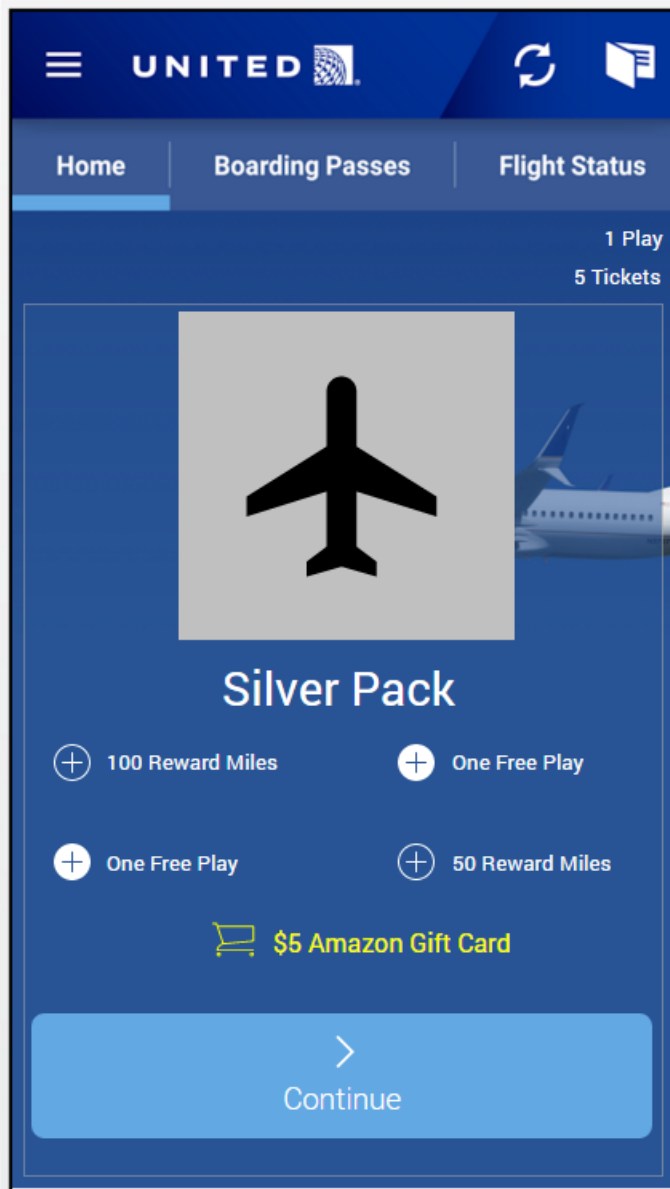 UNITED
Home Boarding Passes Flight Status
1 Play
5 Tickets
Silver Pack
100 Reward Miles One Free Play
One Free Play 50 Reward Miles
$5 Amazon Gift Card
Continue